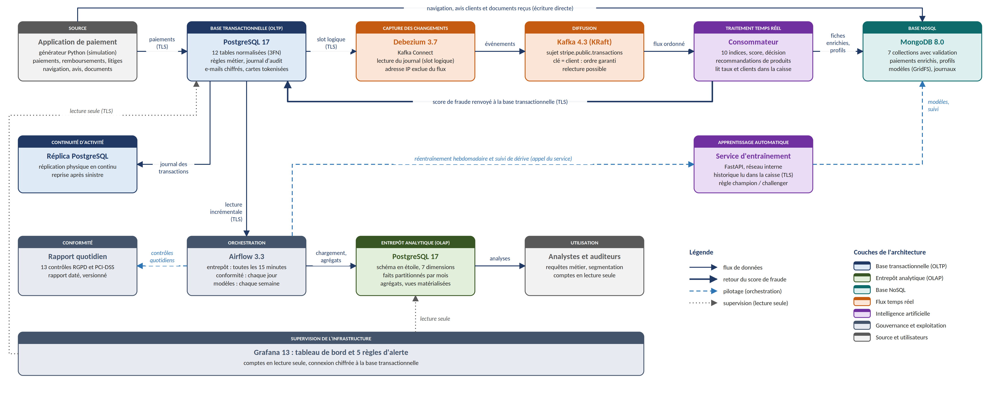 navigation, avis clients et documents reçus (écriture directe)
SOURCE
Application de paiement
générateur Python (simulation)
paiements, remboursements, litiges
navigation, avis, documents
paiements
(TLS)
BASE TRANSACTIONNELLE (OLTP)
PostgreSQL 17
12 tables normalisées (3FN)
règles métier, journal d'audit
e-mails chiffrés, cartes tokenisées
slot logique
(TLS)
CAPTURE DES CHANGEMENTS
Debezium 3.7
Kafka Connect
lecture du journal (slot logique)
adresse IP exclue du flux
événements
DIFFUSION
Kafka 4.3 (KRaft)
sujet stripe.public.transactions
clé = client : ordre garanti
relecture possible
flux ordonné
TRAITEMENT TEMPS RÉEL
Consommateur
10 indices, score, décision
recommandations de produits
lit taux et clients dans la caisse
fiches
enrichies,
profils
BASE NOSQL
MongoDB 8.0
7 collections avec validation
paiements enrichis, profils
modèles (GridFS), journaux
score de fraude renvoyé à la base transactionnelle (TLS)
lecture seule (TLS)
modèles,
suivi
CONTINUITÉ D'ACTIVITÉ
Réplica PostgreSQL
réplication physique en continu
reprise après sinistre
journal des
transactions
réentraînement hebdomadaire et suivi de dérive (appel du service)
APPRENTISSAGE AUTOMATIQUE
Service d'entraînement
FastAPI, réseau interne
historique lu dans la caisse (TLS)
règle champion / challenger
lecture
incrémentale
(TLS)
CONFORMITÉ
Rapport quotidien
13 contrôles RGPD et PCI-DSS
rapport daté, versionné
contrôles
quotidiens
ORCHESTRATION
Airflow 3.3
entrepôt : toutes les 15 minutes
conformité : chaque jour
modèles : chaque semaine
chargement,
agrégats
ENTREPÔT ANALYTIQUE (OLAP)
PostgreSQL 17
schéma en étoile, 7 dimensions
faits partitionnés par mois
agrégats, vues matérialisées
analyses
UTILISATION
Analystes et auditeurs
requêtes métier, segmentation
comptes en lecture seule
Légende
flux de données
retour du score de fraude
pilotage (orchestration)
supervision (lecture seule)
Couches de l'architecture
Base transactionnelle (OLTP)
Entrepôt analytique (OLAP)
Base NoSQL
Flux temps réel
Intelligence artificielle
Gouvernance et exploitation
Source et utilisateurs
lecture seule
SUPERVISION DE L'INFRASTRUCTURE
Grafana 13 : tableau de bord et 5 règles d'alerte
comptes en lecture seule, connexion chiffrée à la base transactionnelle